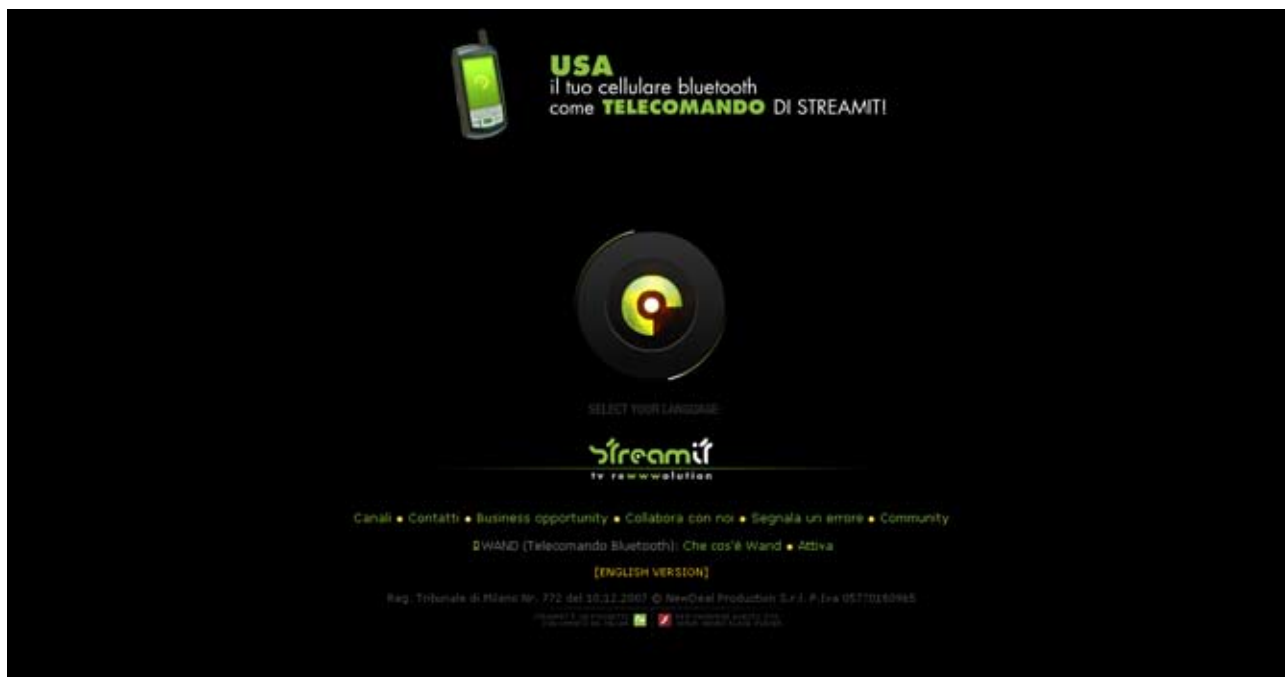 USA
il tuo cellulare bluetooth
come TELECOMANDO DI STREAMIT!
SELECT YOUR LANGUAGE
streamit
tv rewwwolution
Canali • Contatti • Business opportunity • Collabora con noi • Segnala un errore • Community
WAND (Telecomando Bluetooth): Che cos'è Wand • Attiva
[ENGLISH VERSION]
Reg. Tribunale di Milano Nr. 772 del 10.12.2007 © NewDeal Production S.r.l. P.Iva 05770160965